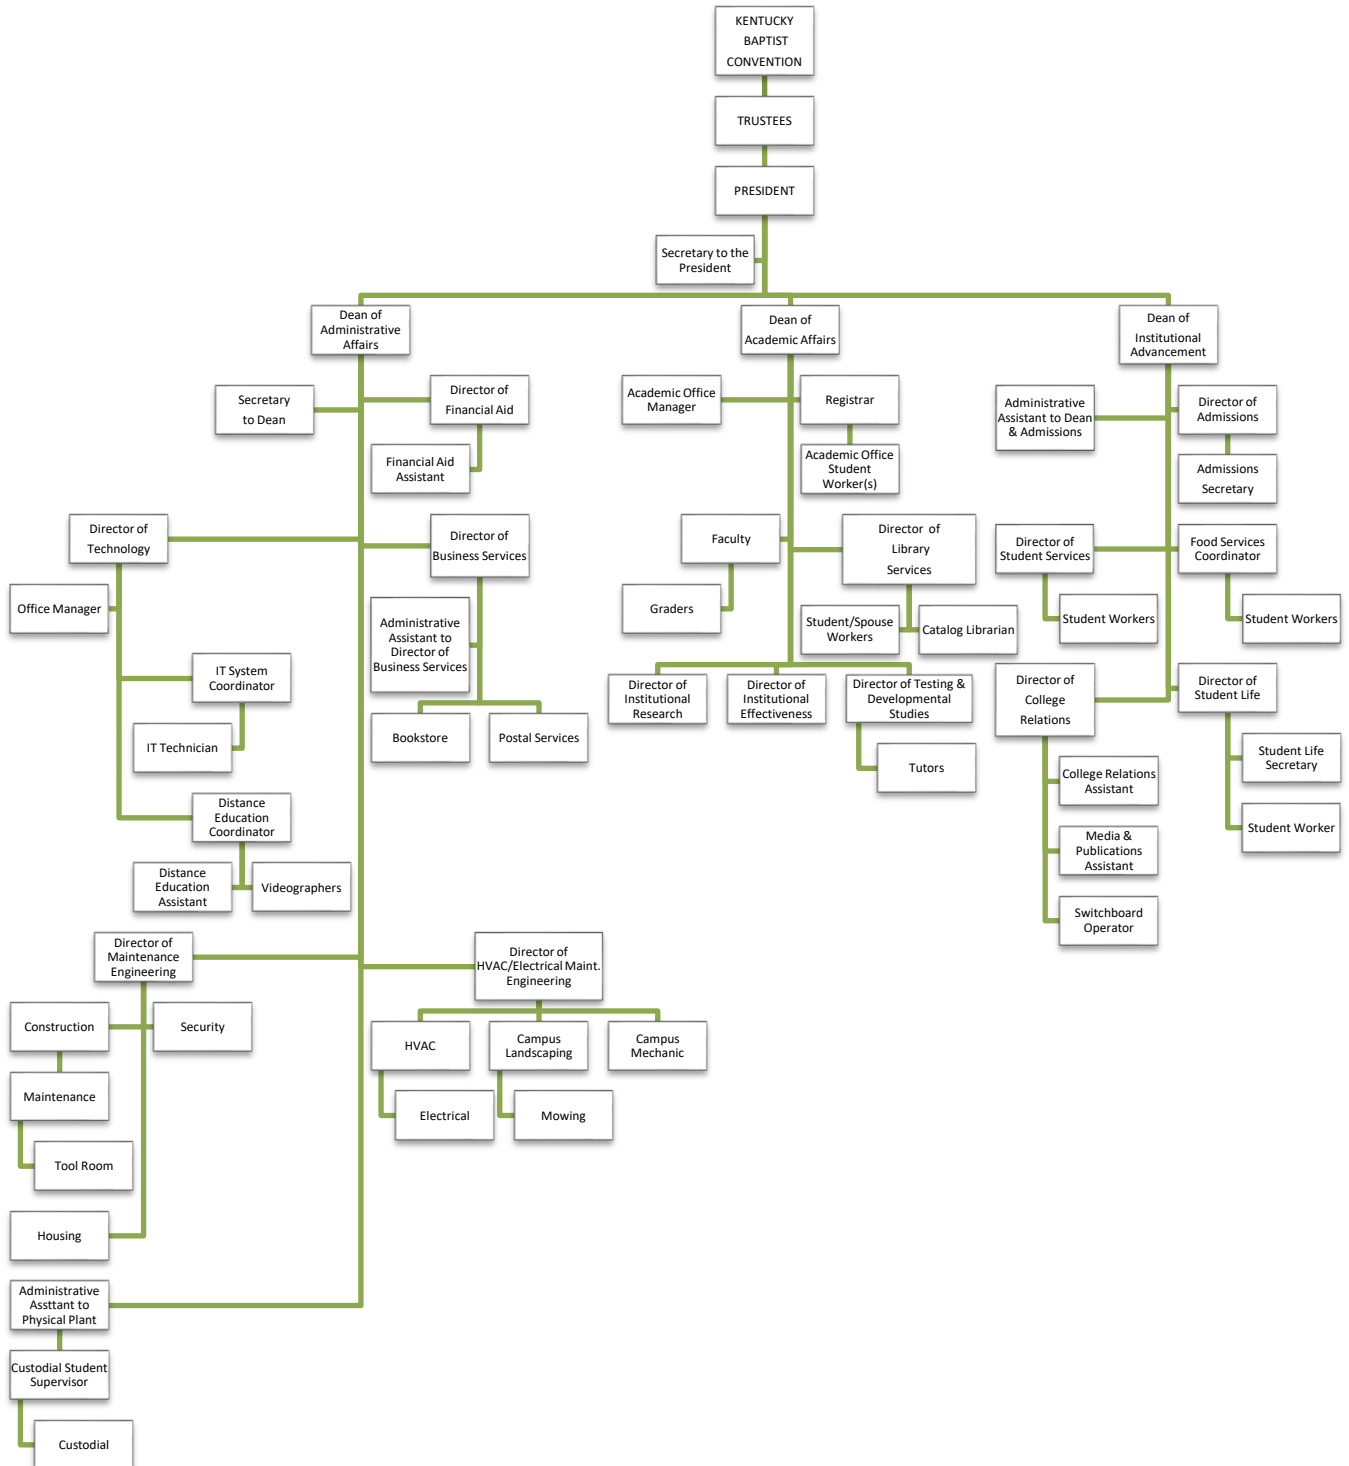 KENTUCKY
BAPTIST
CONVENTION
TRUSTEES
PRESIDENT
Secretary to the
President
Dean of
Administrative
Affairs
Dean of
Academic Affairs
Dean of
Institutional
Advancement
Secretary
to Dean
Director of
Financial Aid
Financial Aid
Assistant
Academic Office
Manager
Registrar
Academic Office
Student
Worker(s)
Administrative
Assistant to Dean
& Admissions
Director of
Admissions
Admissions
Secretary
Director of
Technology
Director of
Business Services
Faculty
Director of
Library
Services
Director of
Student Services
Food Services
Coordinator
Office Manager
Administrative
Assistant to
Director of
Business Services
Graders
Student/Spouse
Workers
Catalog Librarian
Student Workers
Student Workers
IT System
Coordinator
IT Technician
Bookstore
Postal Services
Director of
Institutional
Research
Director of
Institutional
Effectiveness
Director of Testing &
Developmental
Studies
Tutors
Director of
College
Relations
Director of
Student Life
College Relations
Assistant
Student Life
Secretary
Media &
Publications
Assistant
Student Worker
Switchboard
Operator
Distance
Education
Coordinator
Distance
Education
Assistant
Videographers
Director of
Maintenance
Engineering
Director of
HVAC/Electrical Maint.
Engineering
Construction
Security
HVAC
Campus
Landscaping
Campus
Mechanic
Maintenance
Electrical
Mowing
Tool Room
Housing
Administrative
Assttant to
Physical Plant
Custodial Student
Supervisor
Custodial